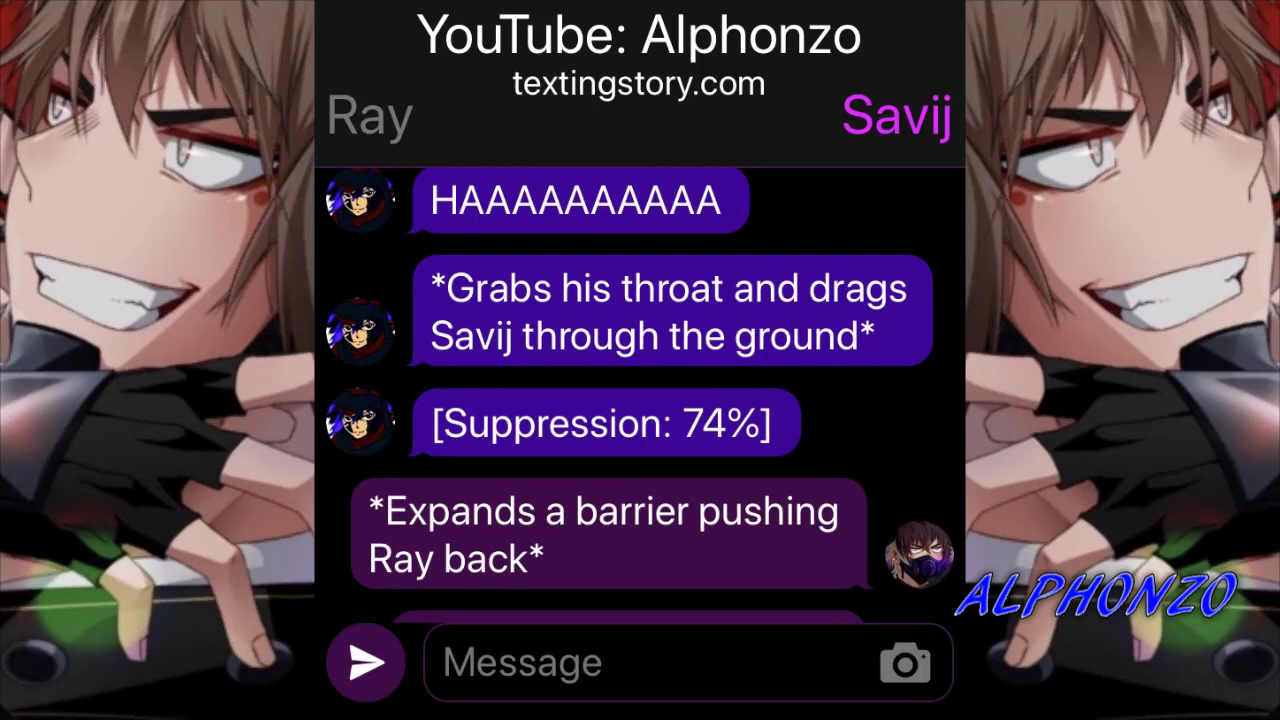 YouTube: Alphonzo
textingstory.com
Ray
Savij
HAAAAAAAAAA
*Grabs his throat and drags
Savij through the ground*
[Suppression: 74%]
*Expands a barrier pushing
Ray back*
ALPHONZO
Message